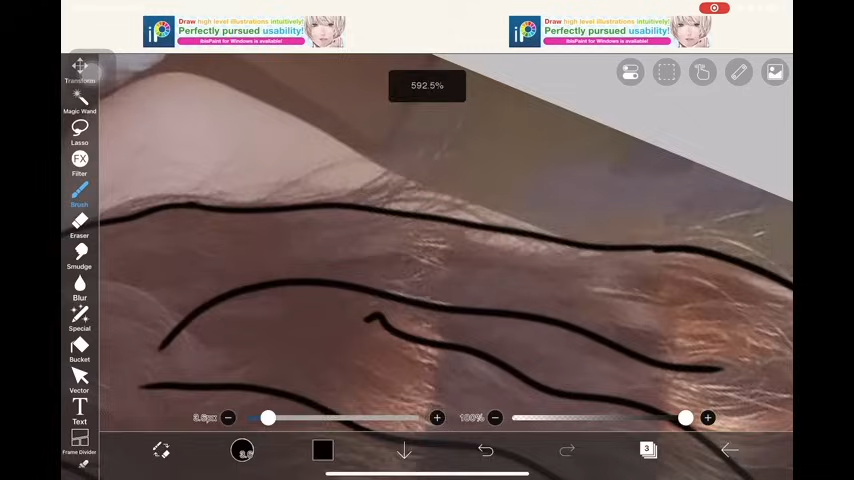 Draw high level illustrations intuitively!
Perfectly pursued usability!
ibisPaint for Windows is available!
Draw high level illustrations intuitively!
Perfectly pursued usability!
ibisPaint for Windows is available!
592.5%
Transform
Magic Wand
Lasso
FX
Filter
Brush
Eraser
Smudge
Blur
Special
Bucket
Vector
T
Text
Frame Divider
3.6px
100%
3.6
3